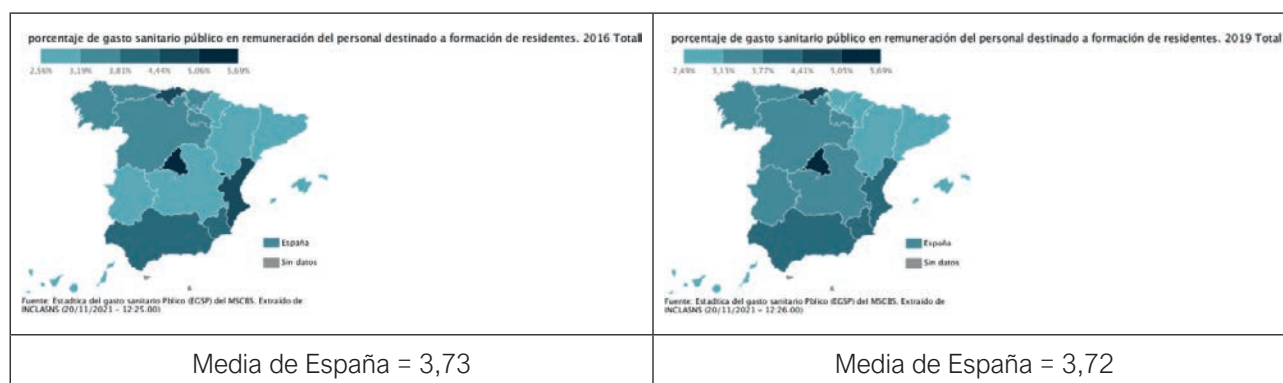 porcentaje de gasto sanitario público en remuneración del personal destinado a formación de residentes. 2016 Totall
2,56% 3,19% 3,81% 4,44% 5,06% 5,69%
España
Sin datos
Fuente: Estadtica del gasto sanitario Pblico (EGSP) del MSCBS. Extraído de
INCLASNS (20/11/2021 - 12:25.00)
Media de España = 3,73
porcentaje de gasto sanitario público en remuneración del personal destinado a formación de residentes. 2019 Total
2,49% 3,13% 3,77% 4,41% 5,05% 5,69%
España
Sin datos
Fuente: Estadtica del gasto sanitario Pblico (EGSP) del MSCBS. Extraído de
INCLASNS (20/11/2021 - 12:26.00)
Media de España = 3,72